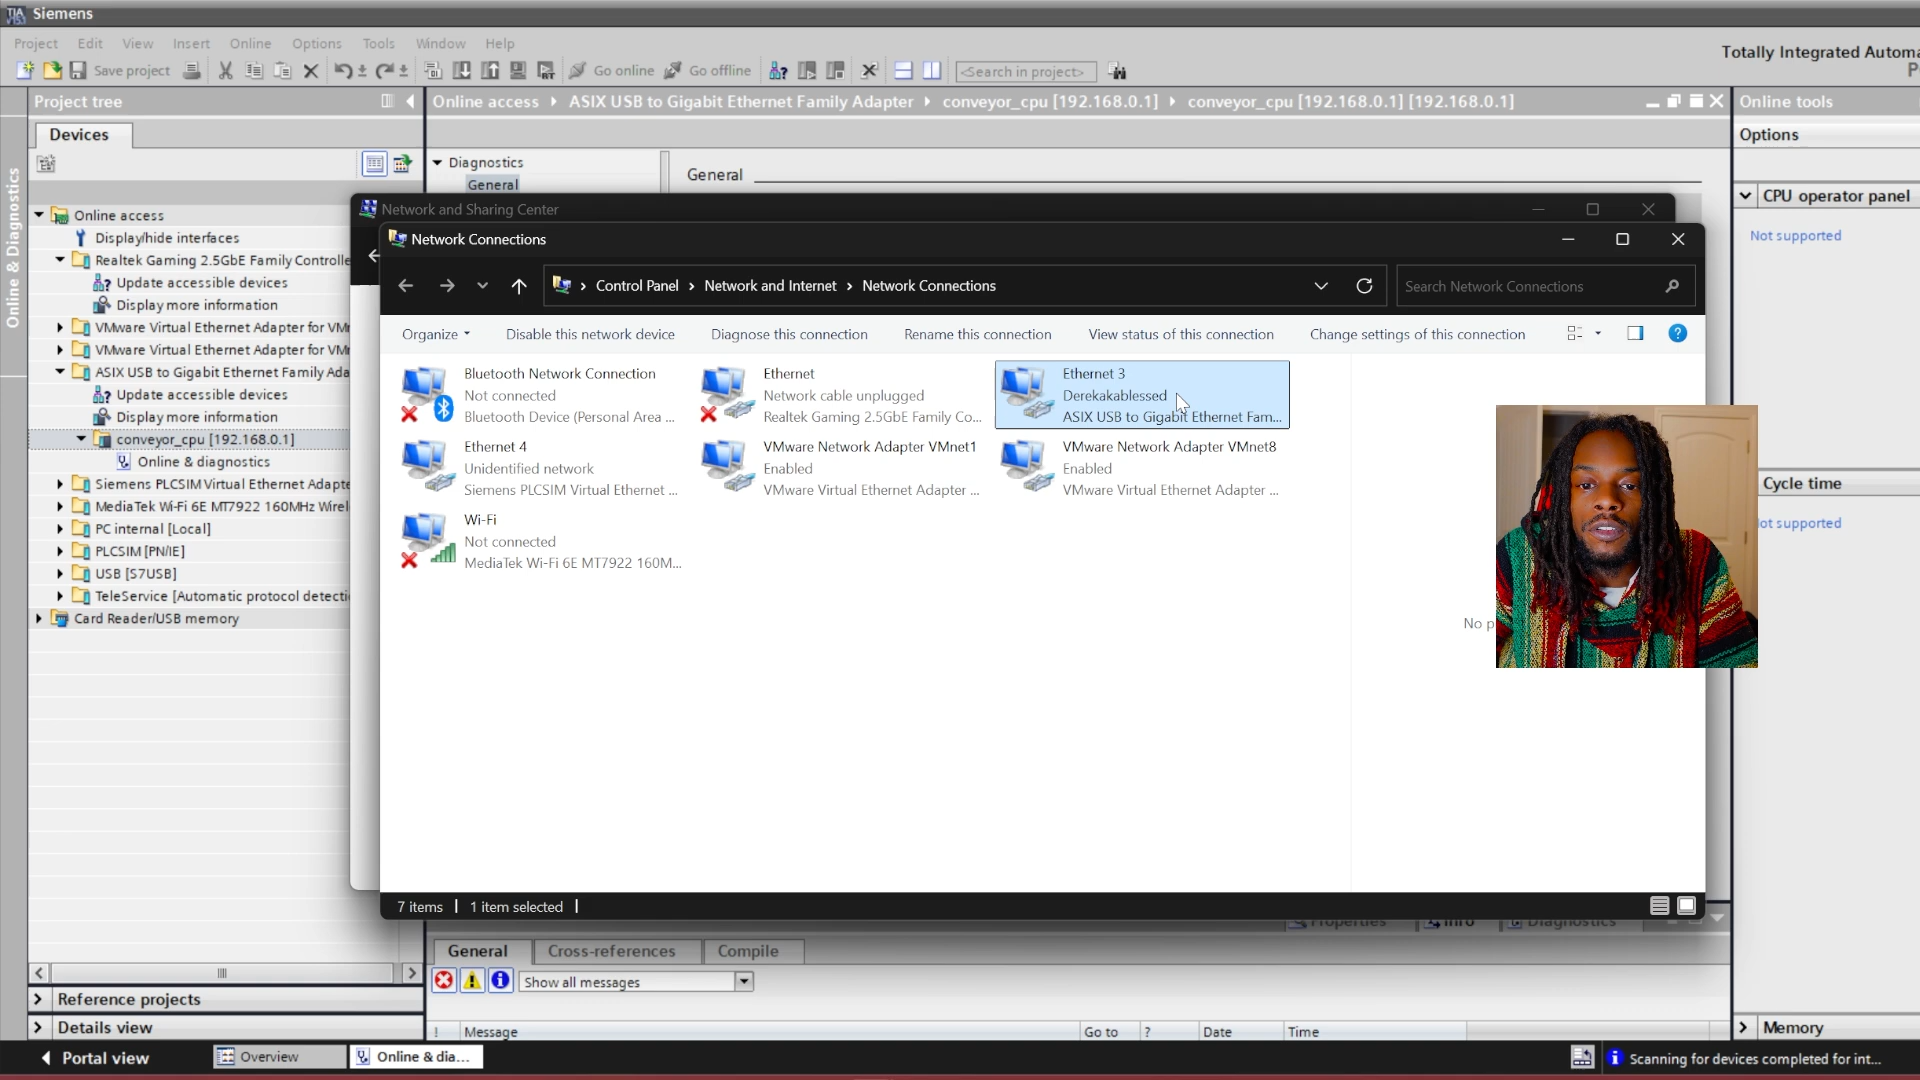 Siemens
Project Edit View Insert Online Options Tools Window Help
Save project
Go online
Go offline
<Search in project>
Totally Integrated Automa
P
Project tree
Devices
Online & Diagnostics
Online access
Display/hide interfaces
Realtek Gaming 2.5GbE Family Controlle
Update accessible devices
Display more information
VMware Virtual Ethernet Adapter for VM
VMware Virtual Ethernet Adapter for VM
ASIX USB to Gigabit Ethernet Family Ada
Update accessible devices
Display more information
conveyor_cpu [192.168.0.1]
Online & diagnostics
Siemens PLCSIM Virtual Ethernet Adapte
MediaTek Wi-Fi 6E MT7922 160MHz Wirel
PC internal [Local]
PLCSIM [PN/IE]
USB [S7USB]
TeleService [Automatic protocol detecti
Card Reader/USB memory
Reference projects
Details view
Online access ASIX USB to Gigabit Ethernet Family Adapter conveyor_cpu [192.168.0.1] conveyor_cpu [192.168.0.1] [192.168.0.1]
Diagnostics
General
General
Network and Sharing Center
Network Connections
Control Panel > Network and Internet > Network Connections
Search Network Connections
Organize
Disable this network device
Diagnose this connection
Rename this connection
View status of this connection
Change settings of this connection
Bluetooth Network Connection
Not connected
Bluetooth Device (Personal Area ...
Ethernet
Network cable unplugged
Realtek Gaming 2.5GbE Family Co...
Ethernet 3
Derekakablessed
ASIX USB to Gigabit Ethernet Fam...
Ethernet 4
Unidentified network
Siemens PLCSIM Virtual Ethernet ...
VMware Network Adapter VMnet1
Enabled
VMware Virtual Ethernet Adapter ...
VMware Network Adapter VMnet8
Enabled
VMware Virtual Ethernet Adapter ...
Wi-Fi
Not connected
MediaTek Wi-Fi 6E MT7922 160M...
No p
7 items
1 item selected
Properties
Info
Diagnostics
General
Cross-references
Compile
Show all messages
! Message Go to ? Date Time
Online tools
Options
CPU operator panel
Not supported
Cycle time
ot supported
Memory
Portal view
Overview
Online & dia...
Scanning for devices completed for int...